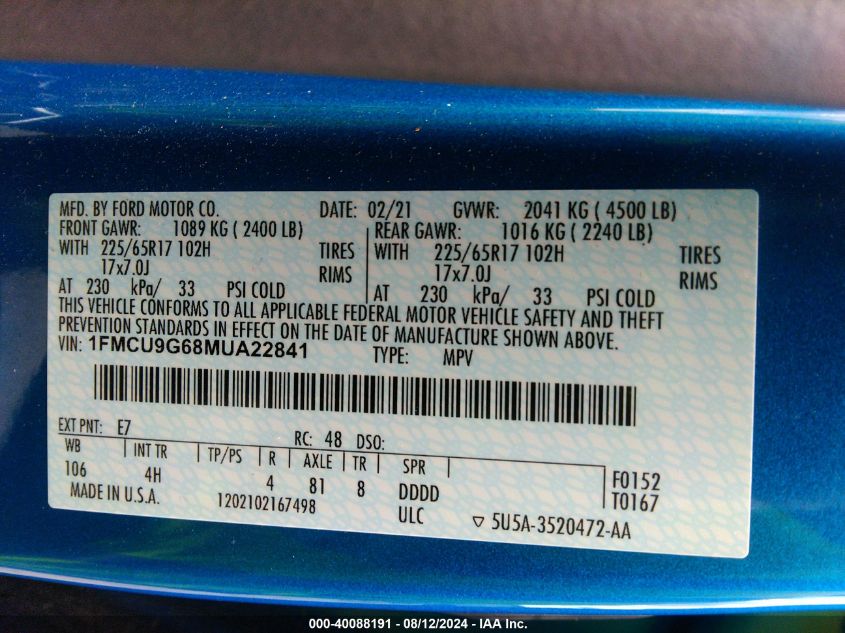 MFD. BY FORD MOTOR CO. DATE: 02/21 GVWR: 2041 KG ( 4500 LB)
FRONT GAWR: 1089 KG ( 2400 LB) REAR GAWR: 1016 KG ( 2240 LB)
WITH 225/65R17 102H TIRES WITH 225/65R17 102H TIRES
17x7.0J RIMS 17x7.0J RIMS
AT 230 kPa/ 33 PSI COLD AT 230 kPa/ 33 PSI COLD
THIS VEHICLE CONFORMS TO ALL APPLICABLE FEDERAL MOTOR VEHICLE SAFETY AND THEFT
PREVENTION STANDARDS IN EFFECT ON THE DATE OF MANUFACTURE SHOWN ABOVE.
VIN: 1FMCU9G68MUA22841 TYPE: MPV
EXT PNT: E7 RC: 48 DSO:
WB INT TR TP/PS R AXLE TR SPR F0152
106 4H 4 81 8 DDDD T0167
MADE IN U.S.A. 1202102167498 ULC ▽ 5U5A-3520472-AA
000-40088191 - 08/12/2024 - IAA Inc.